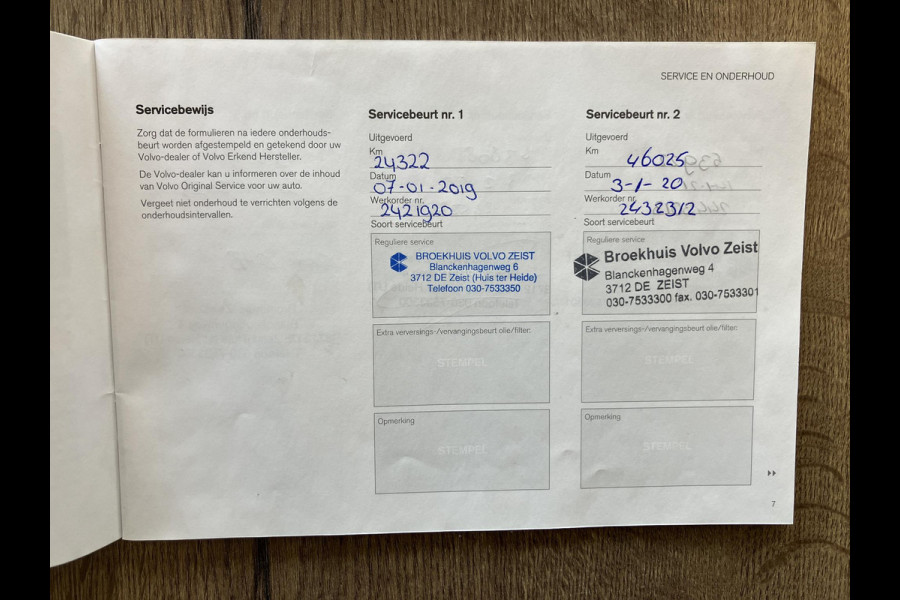 SERVICE EN ONDERHOUD
Servicebewijs
Zorg dat de formulieren na iedere onderhouds-
beurt worden afgestempeld en getekend door uw
Volvo-dealer of Volvo Erkend Hersteller.
De Volvo-dealer kan u informeren over de inhoud
van Volvo Original Service voor uw auto.
Vergeet niet onderhoud te verrichten volgens de
onderhoudsintervallen.
Servicebeurt nr. 1
Uitgevoerd
Km
24322
Datum
07-01-2019
Werkorder nr.
2421920
Soort servicebeurt
Reguliere service
BROEKHUIS VOLVO ZEIST
Blanckenhagenweg 6
3712 DE Zeist (Huis ter Heide)
Telefoon 030-7533350
Extra verversings-/vervangingsbeurt olie/filter:
STEMPEL
Opmerking
STEMPEL
Servicebeurt nr. 2
Uitgevoerd
Km
46025
Datum
3-1-20
Werkorder nr.
2432312
Soort servicebeurt
Reguliere service
Broekhuis Volvo Zeist
Blanckenhagenweg 4
3712 DE ZEIST
030-7533300 fax. 030-7533301
Extra verversings-/vervangingsbeurt olie/filter:
STEMPEL
Opmerking
STEMPEL
7